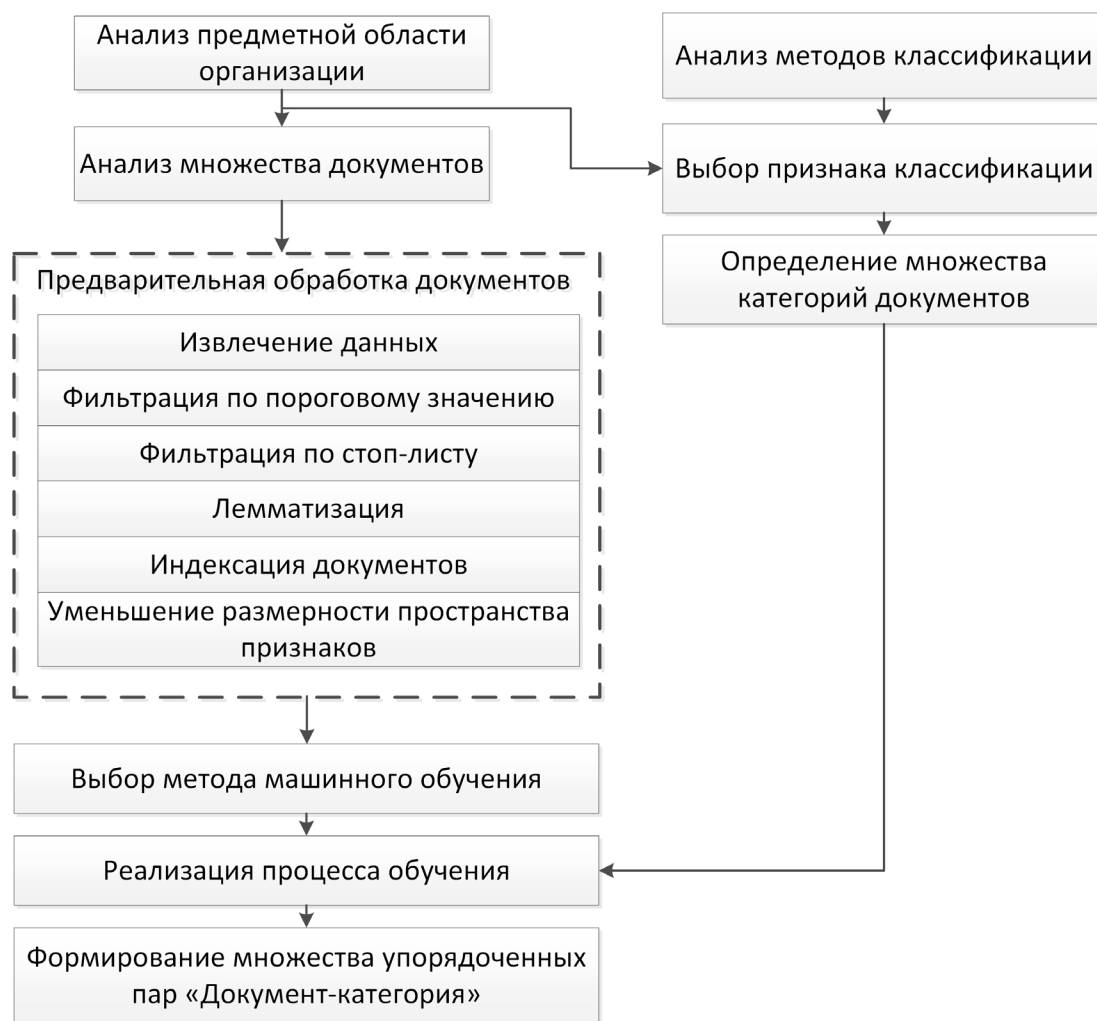 Анализ предметной области
организации
Анализ множества документов
Предварительная обработка документов
Извлечение данных
Фильтрация по пороговому значению
Фильтрация по стоп-листу
Лемматизация
Индексация документов
Уменьшение размерности пространства
признаков
Выбор метода машинного обучения
Реализация процесса обучения
Формирование множества упорядоченных
пар «Документ-категория»
Анализ методов классификации
Выбор признака классификации
Определение множества
категорий документов